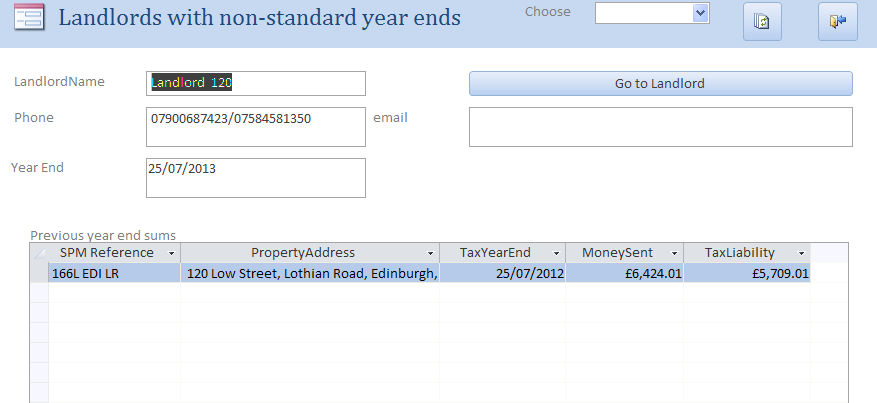 Landlords with non-standard year ends
Choose
LandlordName Landlord 120 Go to Landlord
Phone 07900687423/07584581350 email
Year End 25/07/2013
Previous year end sums
SPM Reference PropertyAddress TaxYearEnd MoneySent TaxLiability
166L EDI LR 120 Low Street, Lothian Road, Edinburgh, 25/07/2012 £6,424.01 £5,709.01